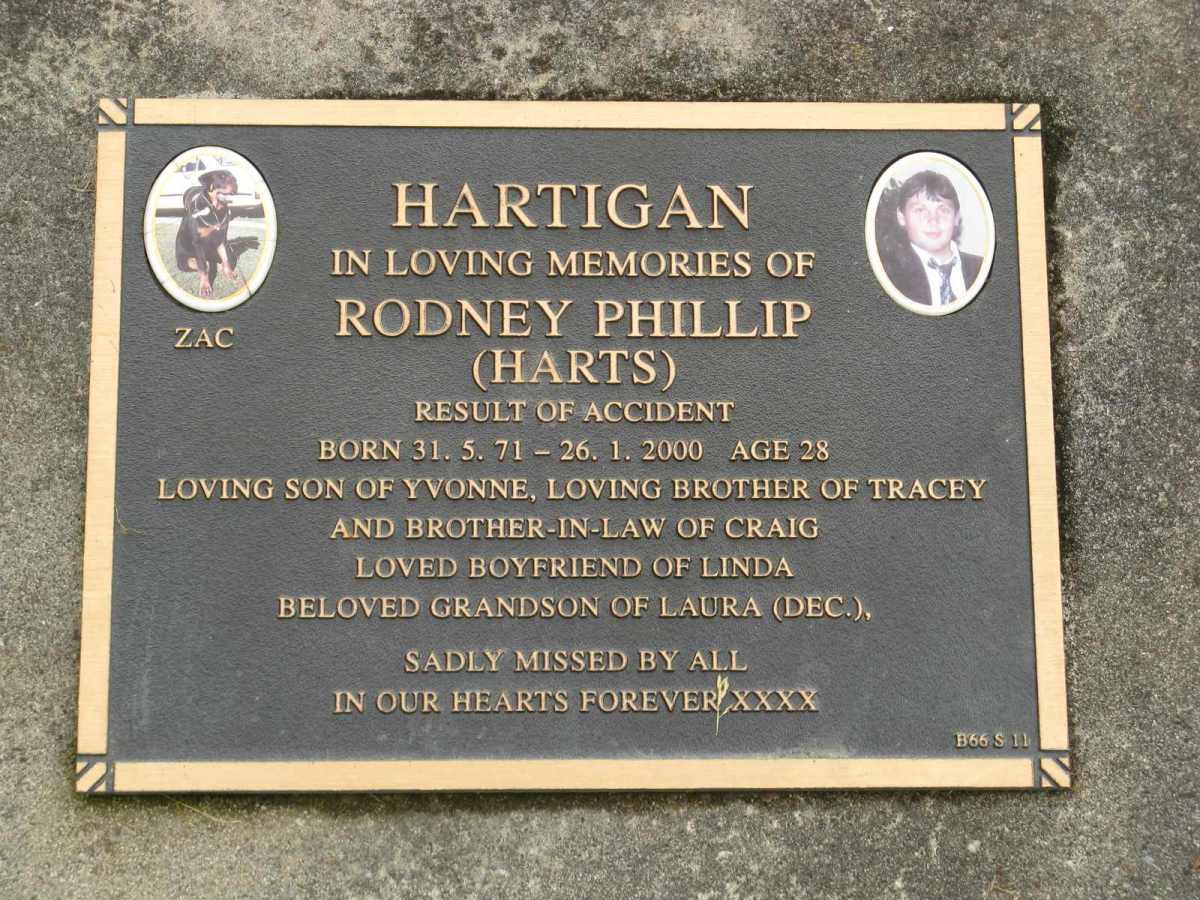 HARTIGAN
IN LOVING MEMORIES OF
RODNEY PHILLIP
(HARTS)
ZAC
RESULT OF ACCIDENT
BORN 31. 5. 71 – 26. 1. 2000 AGE 28
LOVING SON OF YVONNE, LOVING BROTHER OF TRACEY
AND BROTHER-IN-LAW OF CRAIG
LOVED BOYFRIEND OF LINDA
BELOVED GRANDSON OF LAURA (DEC.),
SADLY MISSED BY ALL
IN OUR HEARTS FOREVER XXXX
B66 S 11